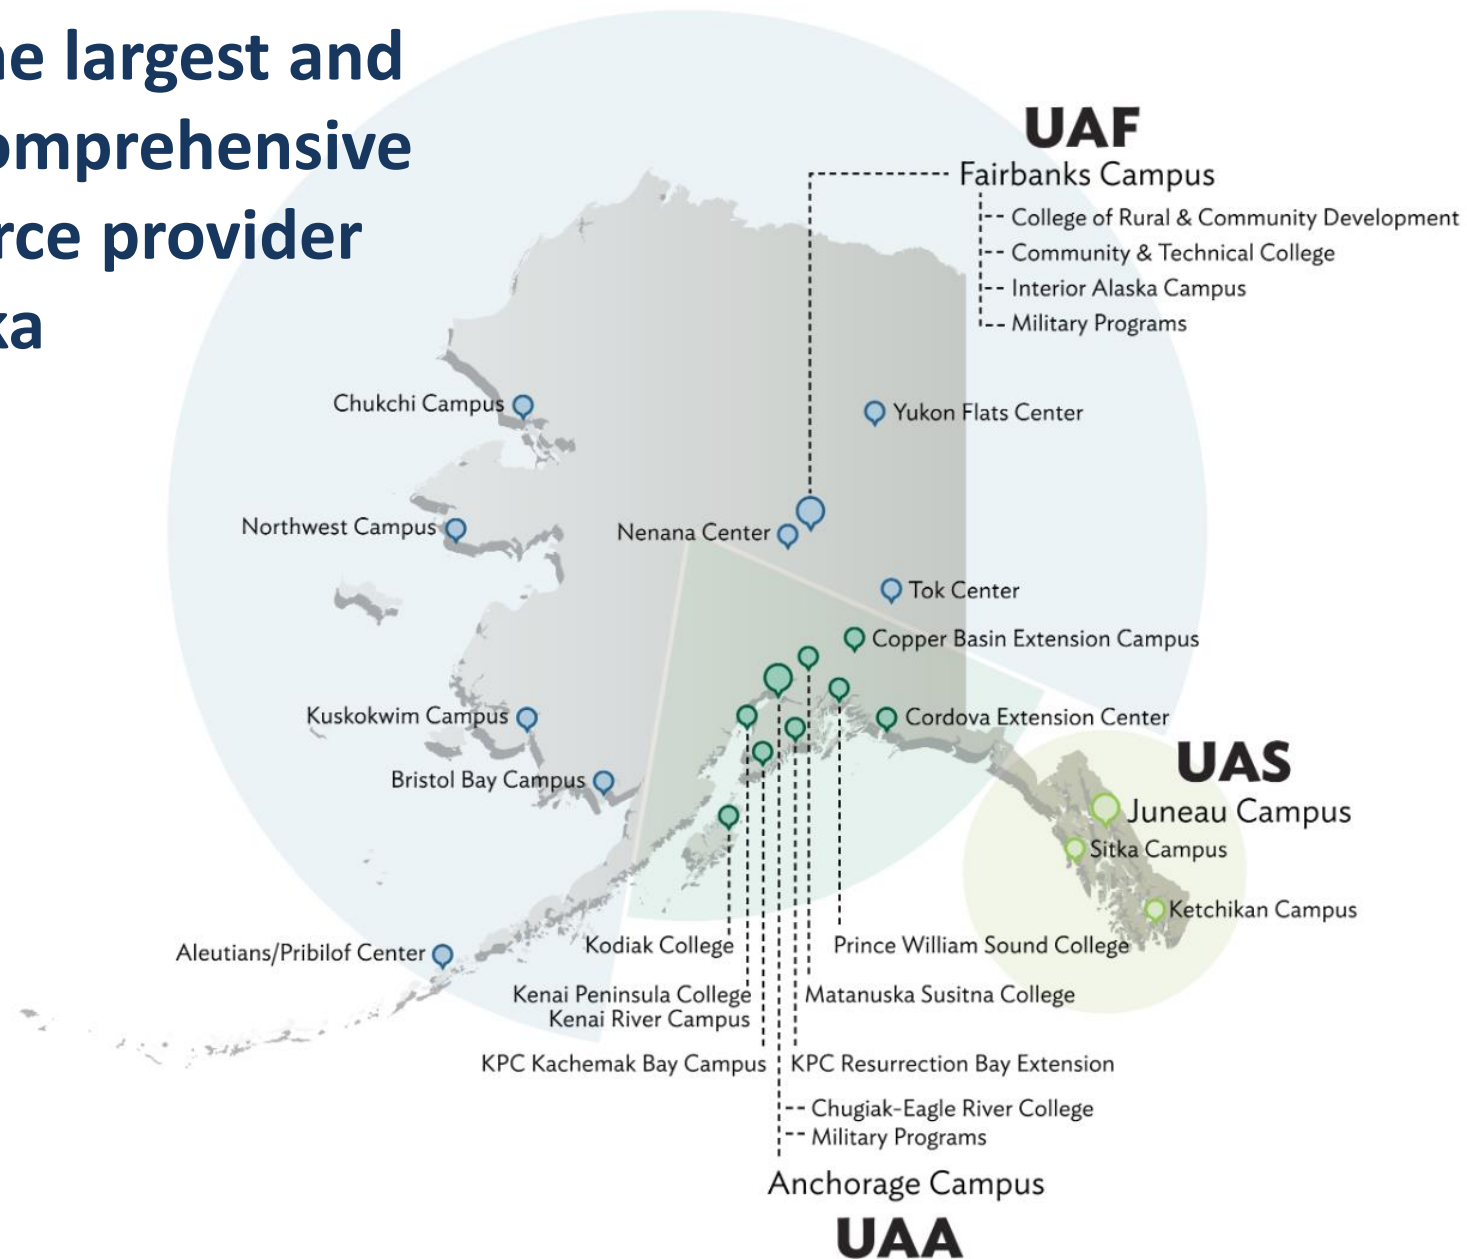 largest and
provider
UAF
Fairbanks Campus
-- College of Rural & Community Development
-- Community & Technical College
-- Interior Alaska Campus
-- Military Programs
Chukchi Campus
Yukon Flats Center
Northwest Campus
Nenana Center
Tok Center
Copper Basin Extension Campus
Kuskokwim Campus
Cordova Extension Center
Bristol Bay Campus
UAS
Juneau Campus
Sitka Campus
Ketchikan Campus
Kodiak College
Prince William Sound College
Aleutians/Pribilof Center
Kenai Peninsula College
Kenai River Campus
Matanuska Susitna College
KPC Kachemak Bay Campus
KPC Resurrection Bay Extension
-- Chugiak-Eagle River College
-- Military Programs
Anchorage Campus
UAA